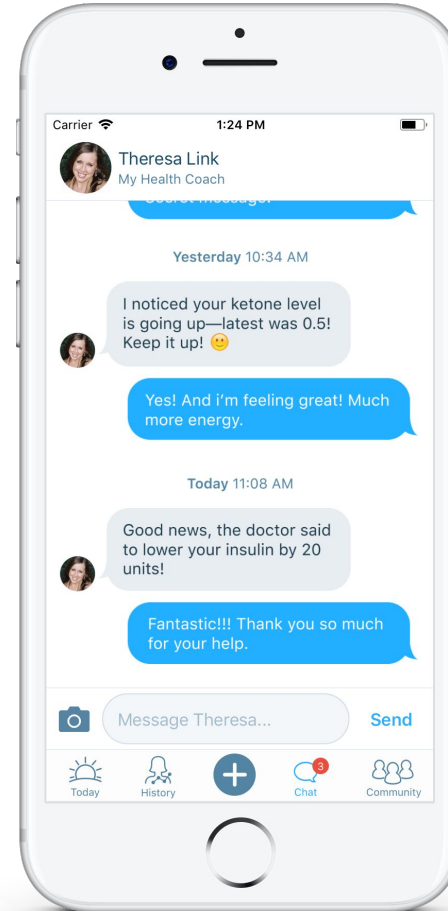 Carrier 1:24 PM
Theresa Link
My Health Coach
Secret message.
Yesterday 10:34 AM
I noticed your ketone level
is going up—latest was 0.5!
Keep it up! 🙂
Yes! And i'm feeling great! Much
more energy.
Today 11:08 AM
Good news, the doctor said
to lower your insulin by 20
units!
Fantastic!!! Thank you so much
for your help.
Message Theresa... Send
3
Today History Chat Community